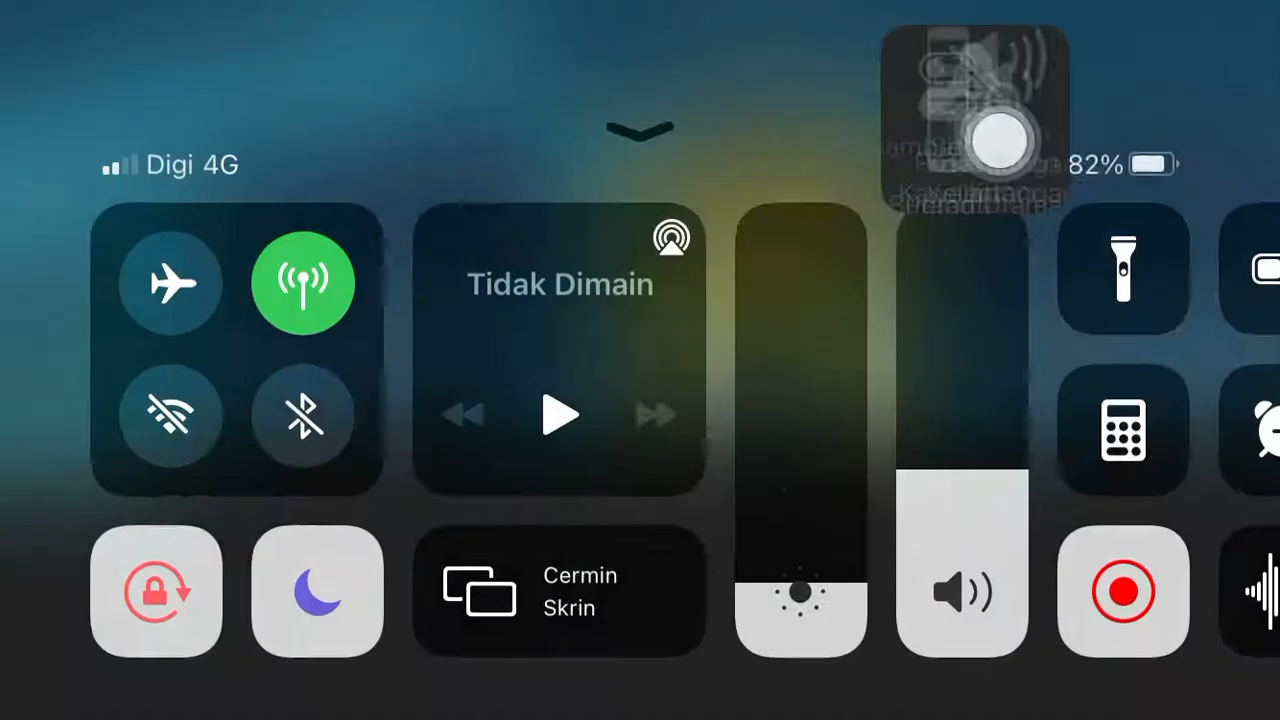 Digi 4G
82%
Tidak Dimain
Cermin
Skrin